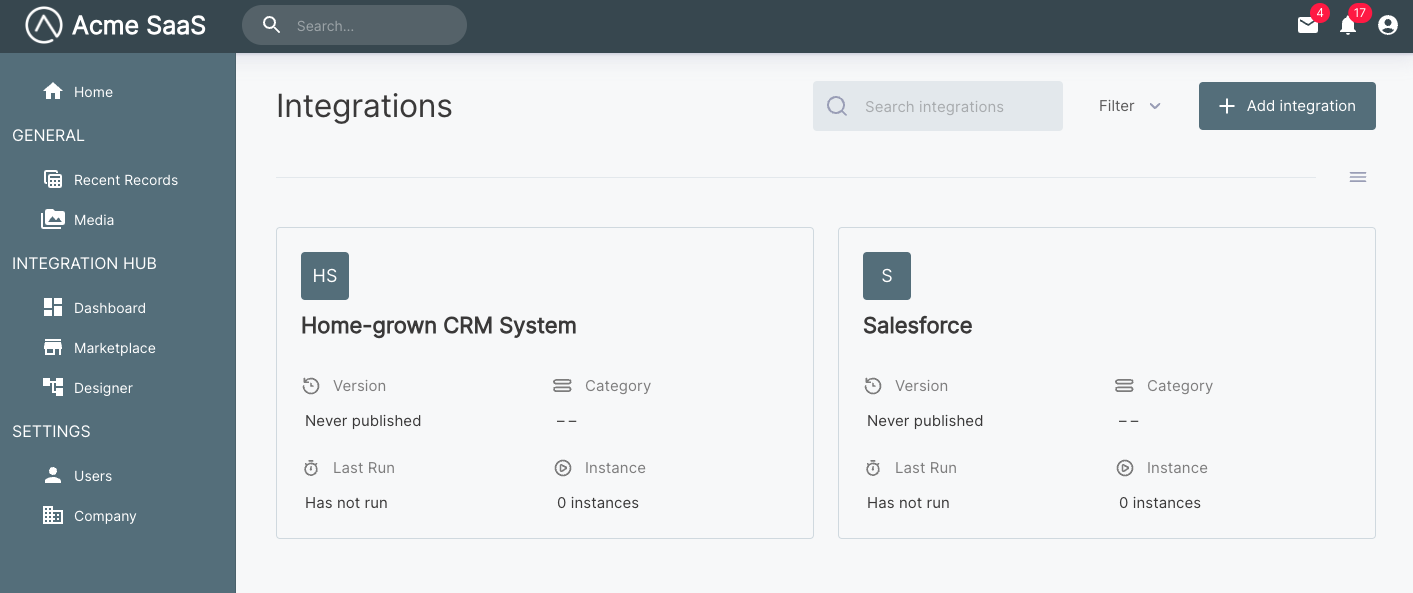 Acme SaaS
Search...
4
17
Home
GENERAL
Recent Records
Media
INTEGRATION HUB
Dashboard
Marketplace
Designer
SETTINGS
Users
Company
Integrations
Search integrations
Filter
Add integration
HS
Home-grown CRM System
Version
Category
Never published
– –
Last Run
Instance
Has not run
0 instances
S
Salesforce
Version
Category
Never published
– –
Last Run
Instance
Has not run
0 instances